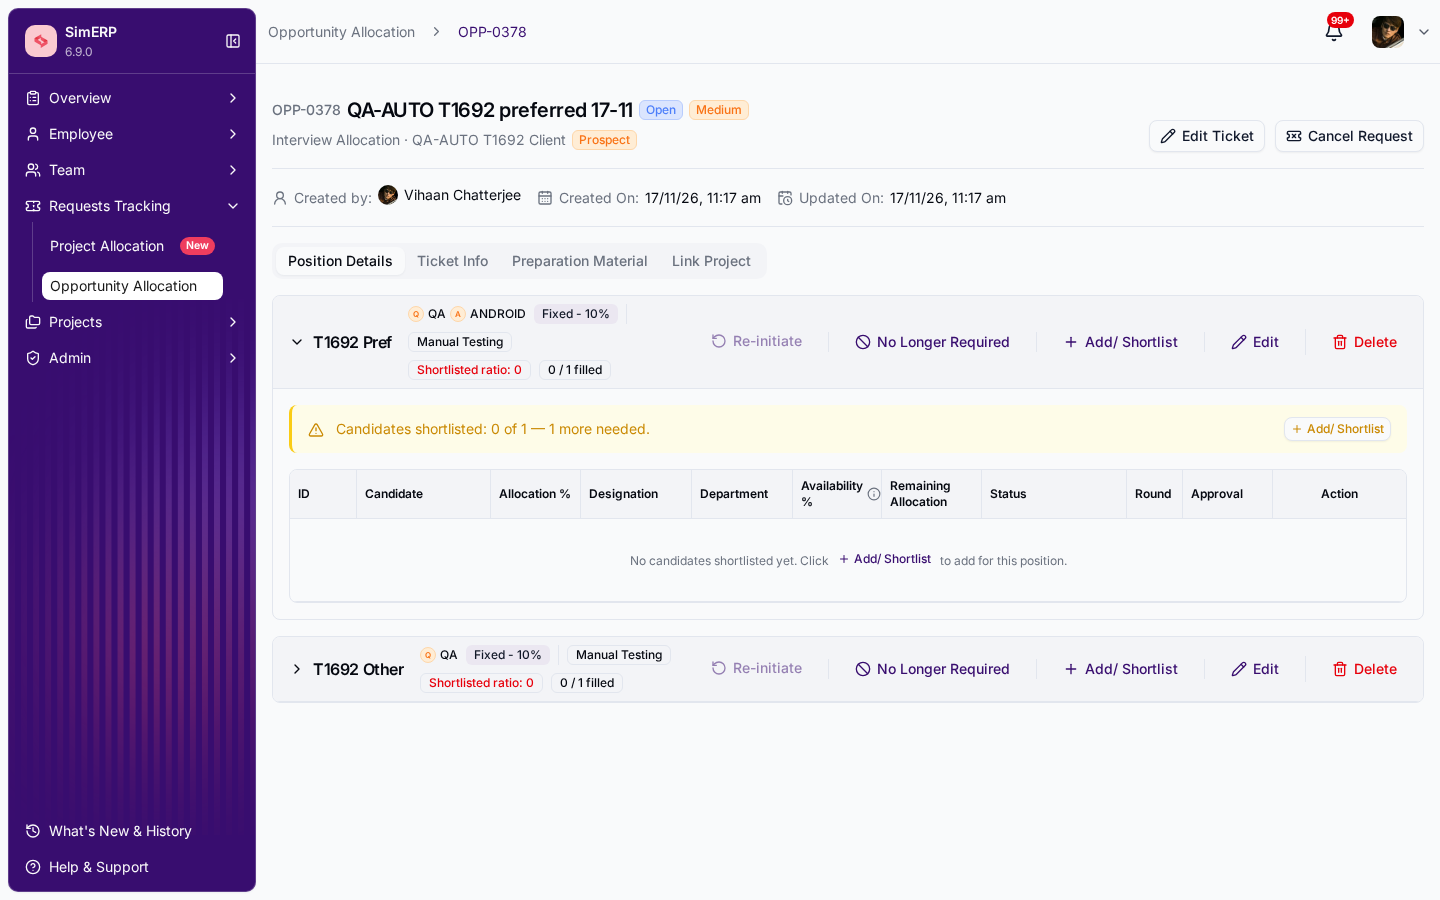 SimERP
6.9.0
Overview
Employee
Team
Requests Tracking
Project Allocation New
Opportunity Allocation
Projects
Admin
What's New & History
Help & Support
Opportunity Allocation OPP-0378
99+
OPP-0378 QA-AUTO T1692 preferred 17-11 Open Medium
Interview Allocation · QA-AUTO T1692 Client Prospect
Edit Ticket Cancel Request
Created by: Vihaan Chatterjee Created On: 17/11/26, 11:17 am Updated On: 17/11/26, 11:17 am
Position Details Ticket Info Preparation Material Link Project
T1692 Pref
Q QA A ANDROID Fixed - 10%
Manual Testing
Shortlisted ratio: 0 0 / 1 filled
Re-initiate No Longer Required Add/ Shortlist Edit Delete
Candidates shortlisted: 0 of 1 — 1 more needed.
Add/ Shortlist
ID Candidate Allocation % Designation Department Availability % Remaining Allocation Status Round Approval Action
No candidates shortlisted yet. Click + Add/ Shortlist to add for this position.
T1692 Other
Q QA Fixed - 10% Manual Testing
Shortlisted ratio: 0 0 / 1 filled
Re-initiate No Longer Required Add/ Shortlist Edit Delete